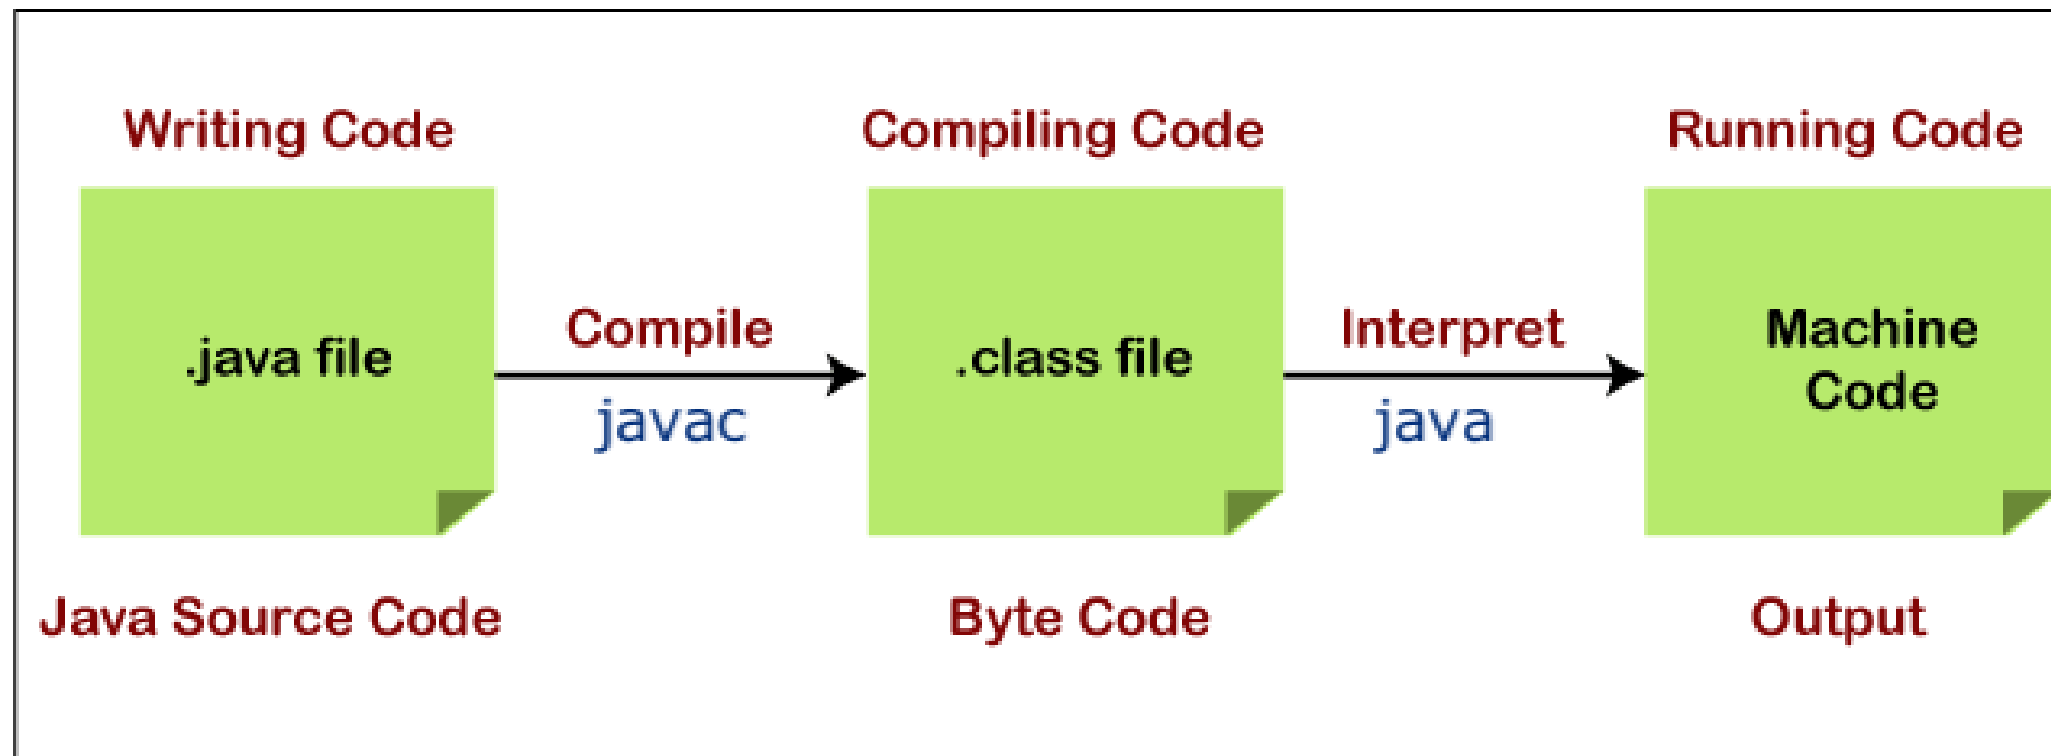 Writing Code
Compiling Code
Running Code
.java file
Compile
javac
.class file
Interpret
java
Machine
Code
Java Source Code
Byte Code
Output